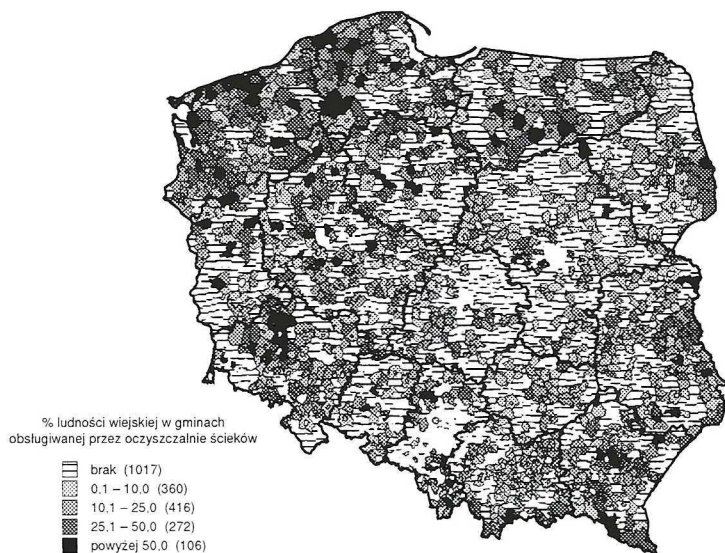 % ludności wiejskiej w gminach
obsługiwanej przez oczyszczalnie ścieków
brak (1017)
0,1 – 10,0 (360)
10,1 – 25,0 (416)
25,1 – 50,0 (272)
powyżej 50,0 (106)